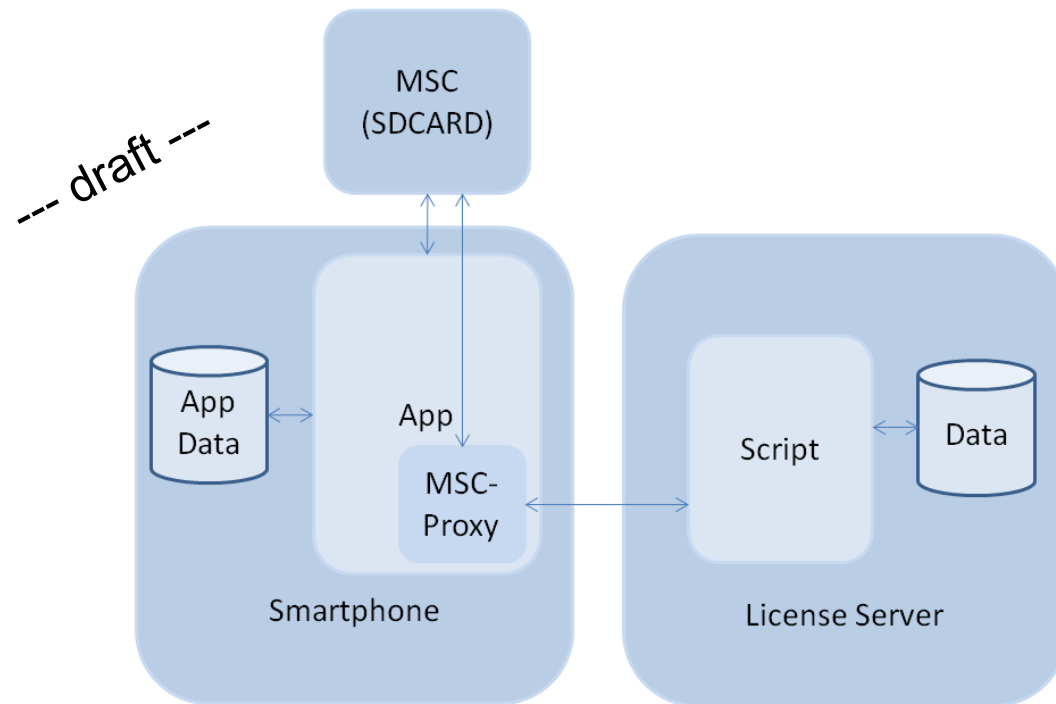 MSC
(SDCARD)
--- draft ---
App
Data
App
MSC-
Proxy
Smartphone
Script
Data
License Server